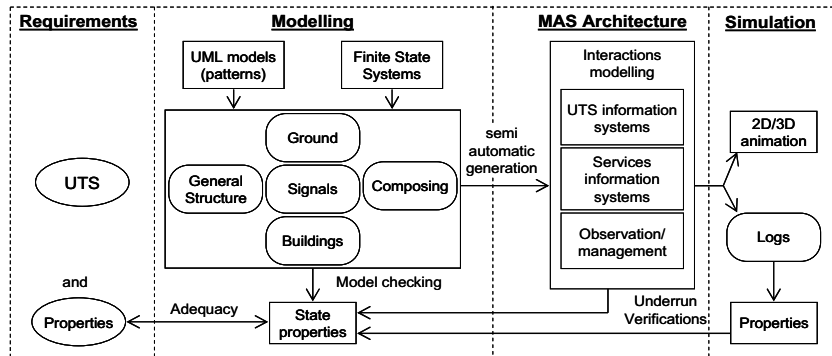 Requirements
Modelling
MAS Architecture
Simulation
UML models
(patterns)
Finite State
Systems
Interactions
modelling
Ground
General
Structure
Signals
Composing
Buildings
UTS
semi
automatic
generation
UTS information
systems
Services
information
systems
Observation/
management
2D/3D
animation
Logs
and
Properties
Adequacy
Model checking
State
properties
Underrun
Verifications
Properties